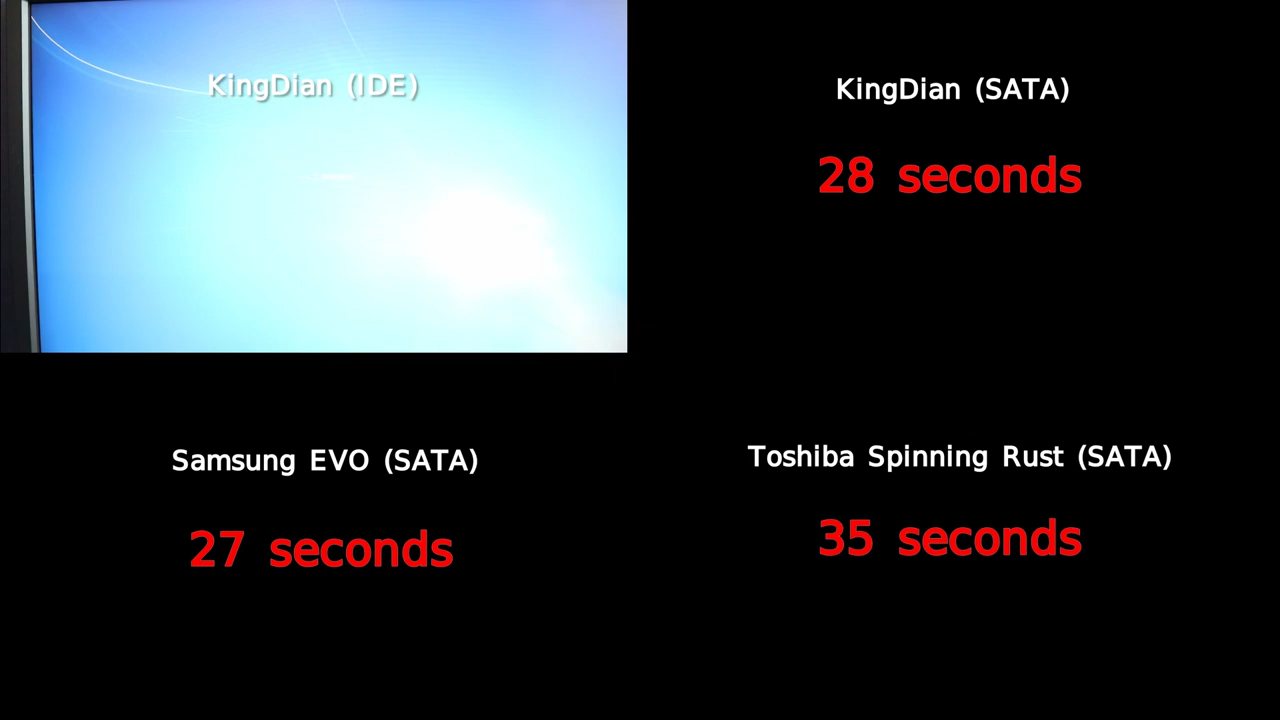 KingDian (IDE)
KingDian (SATA)
28 seconds
Samsung EVO (SATA)
27 seconds
Toshiba Spinning Rust (SATA)
35 seconds